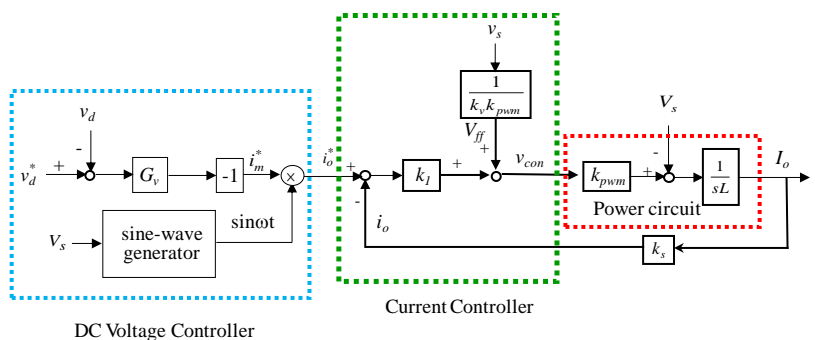 v_s
1
k_v k_pwm
V_ff
v_con
v_d
-
v_d^*
+
G_v
-1
i_m^*
×
i_o^*
+
-
k_1
+
+
k_pwm
V_s
-
+
1
sL
I_o
Power circuit
V_s
sine-wave
generator
sinωt
i_o
k_s
Current Controller
DC Voltage Controller